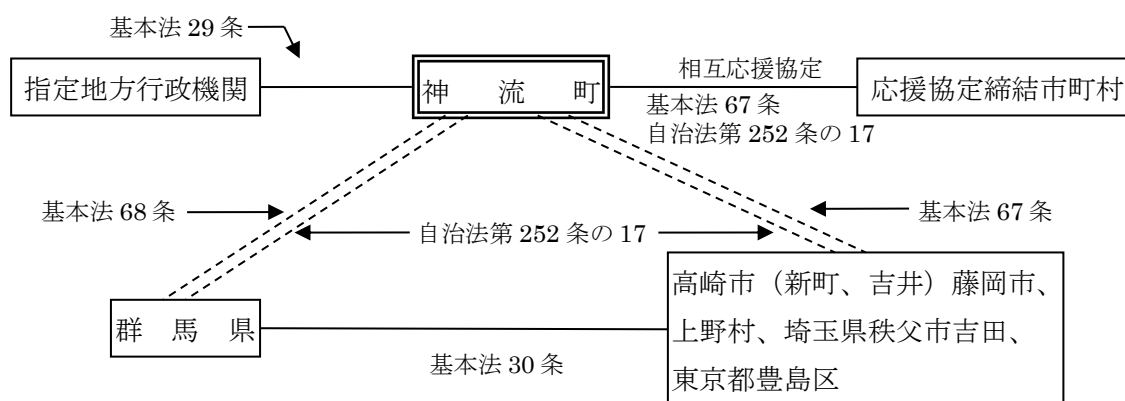 基本法 29 条
指定地方行政機関
神 流 町
相互応援協定
応援協定締結市町村
基本法 67 条
自治法第 252 条の 17
基本法 68 条
自治法第 252 条の 17
基本法 67 条
群 馬 県
基本法 30 条
高崎市（新町、吉井）藤岡市、
上野村、埼玉県秩父市吉田、
東京都豊島区